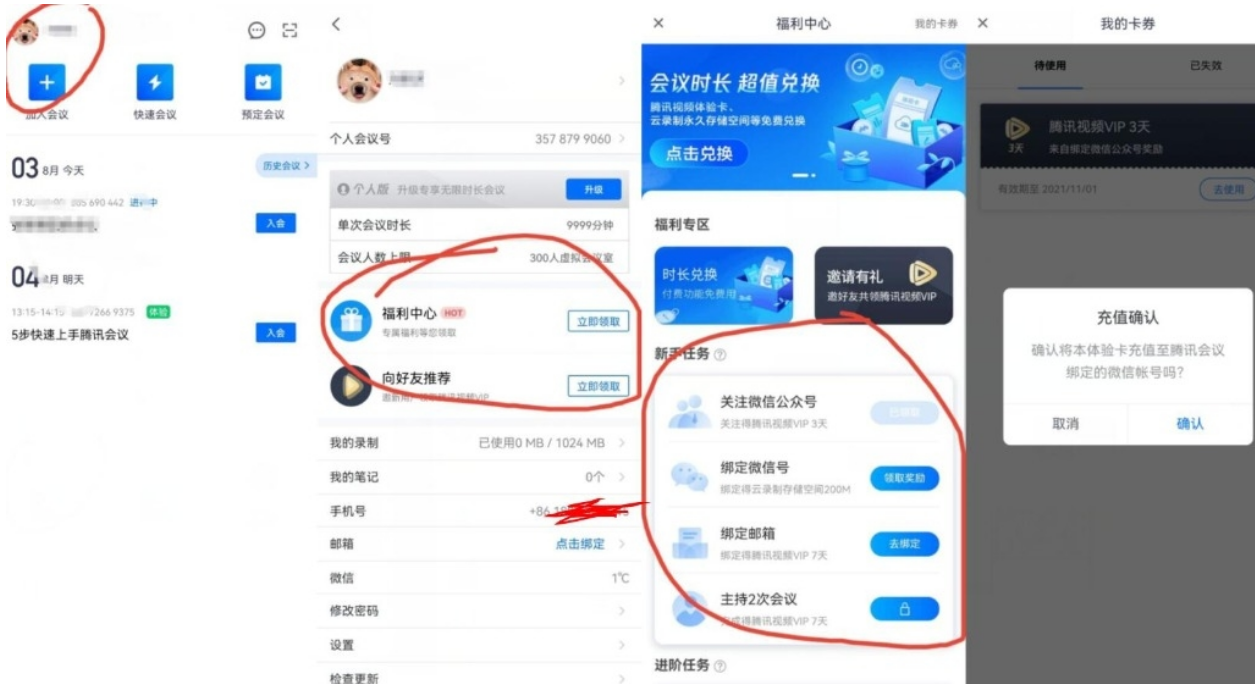 加入会议
快速会议
预定会议
03 8月 今天
历史会议 >
19:30
690 442
入会
04 8月 明天
13:15-14:15
7266 9375 体验
5步快速上手腾讯会议
入会
个人会议号
357 879 9060
个人版 升级专享无限时长会议
升级
单次会议时长
9999分钟
会议人数上限
300人虚拟会议室
福利中心 HOT
立即领取
专属福利等您领取
向好友推荐
立即领取
我的录制
已使用0 MB / 1024 MB
我的笔记
0个
手机号
+86
邮箱
点击绑定
微信
1℃
修改密码
设置
检查更新
福利中心
我的卡券
会议时长 超值兑换
腾讯视频体验卡、
云录制永久存储空间等免费兑换
点击兑换
福利专区
时长兑换
付费功能免费用
邀请有礼
邀好友共领腾讯视频VIP
新手任务
关注微信公众号
已领取
关注得腾讯视频VIP 3天
绑定微信号
领取奖励
绑定得云录制存储空间200M
绑定邮箱
去绑定
绑定得腾讯视频VIP 7天
主持2次会议
完成得腾讯视频VIP 7天
进阶任务
我的卡券
待使用
已失效
3天
腾讯视频VIP 3天
来自绑定微信公众号奖励
有效期至 2021/11/01
去使用
充值确认
确认将本体验卡充值至腾讯会议
绑定的微信帐号吗?
取消
确认